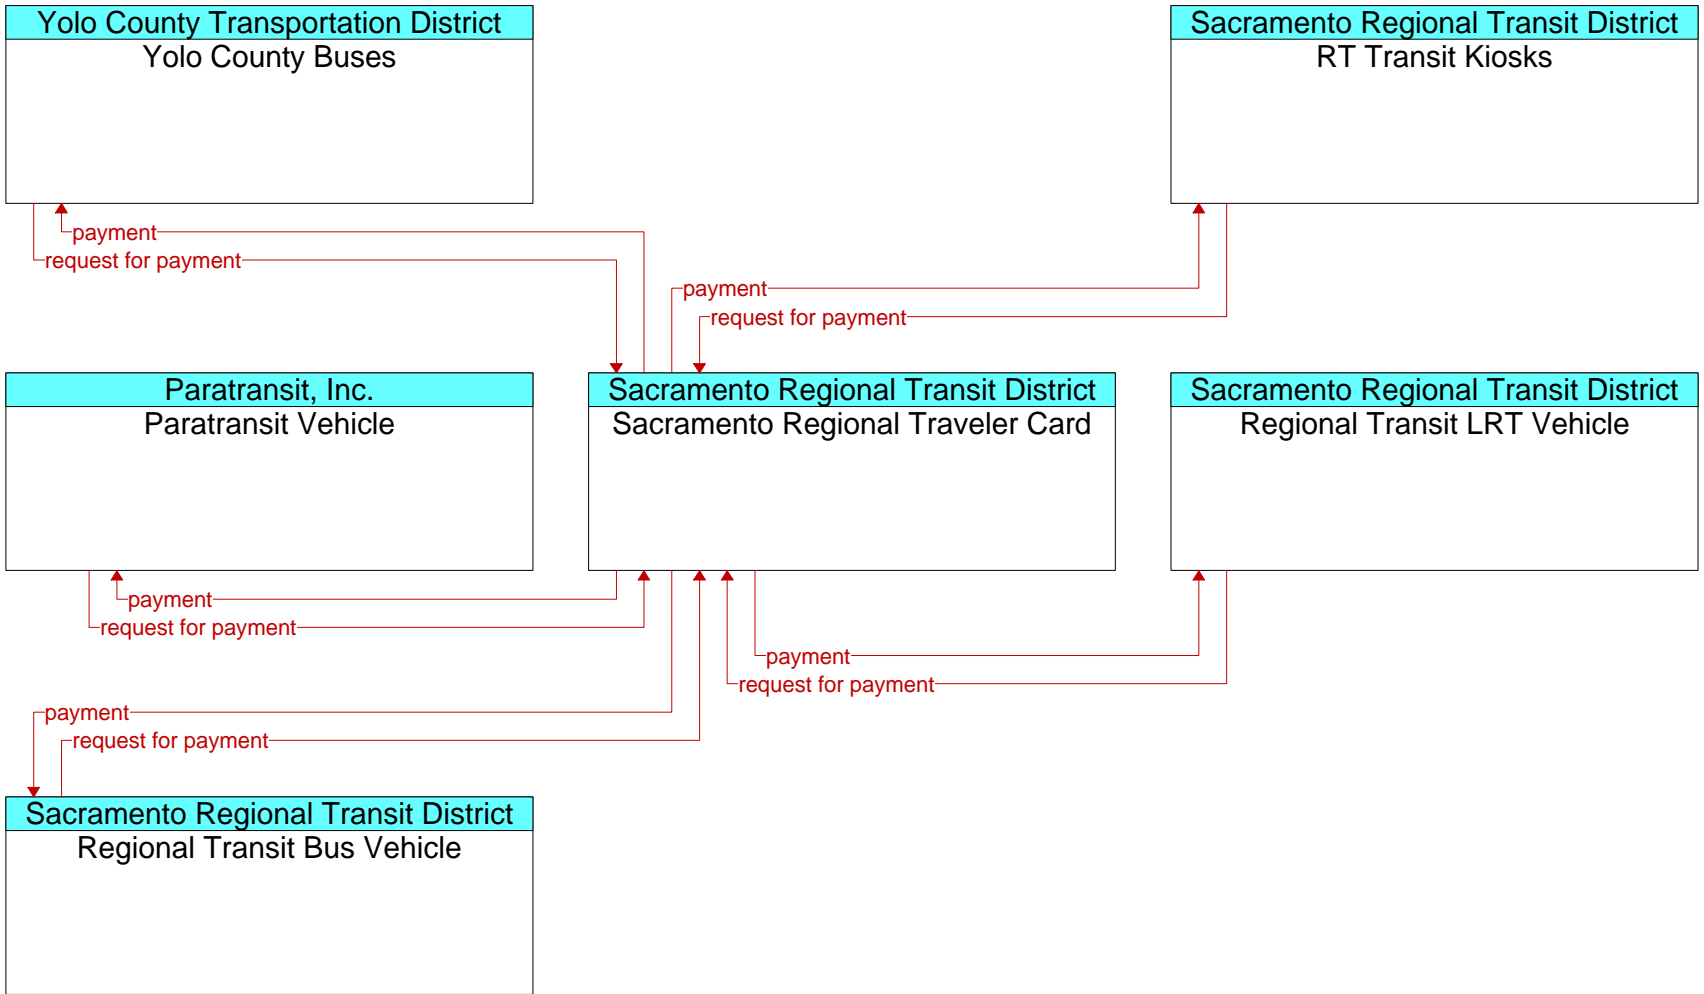 Yolo County Transportation District
Yolo County Buses
Sacramento Regional Transit District
RT Transit Kiosks
payment
request for payment
payment
request for payment
Paratransit, Inc.
Paratransit Vehicle
Sacramento Regional Transit District
Sacramento Regional Traveler Card
Sacramento Regional Transit District
Regional Transit LRT Vehicle
payment
request for payment
payment
request for payment
payment
request for payment
Sacramento Regional Transit District
Regional Transit Bus Vehicle